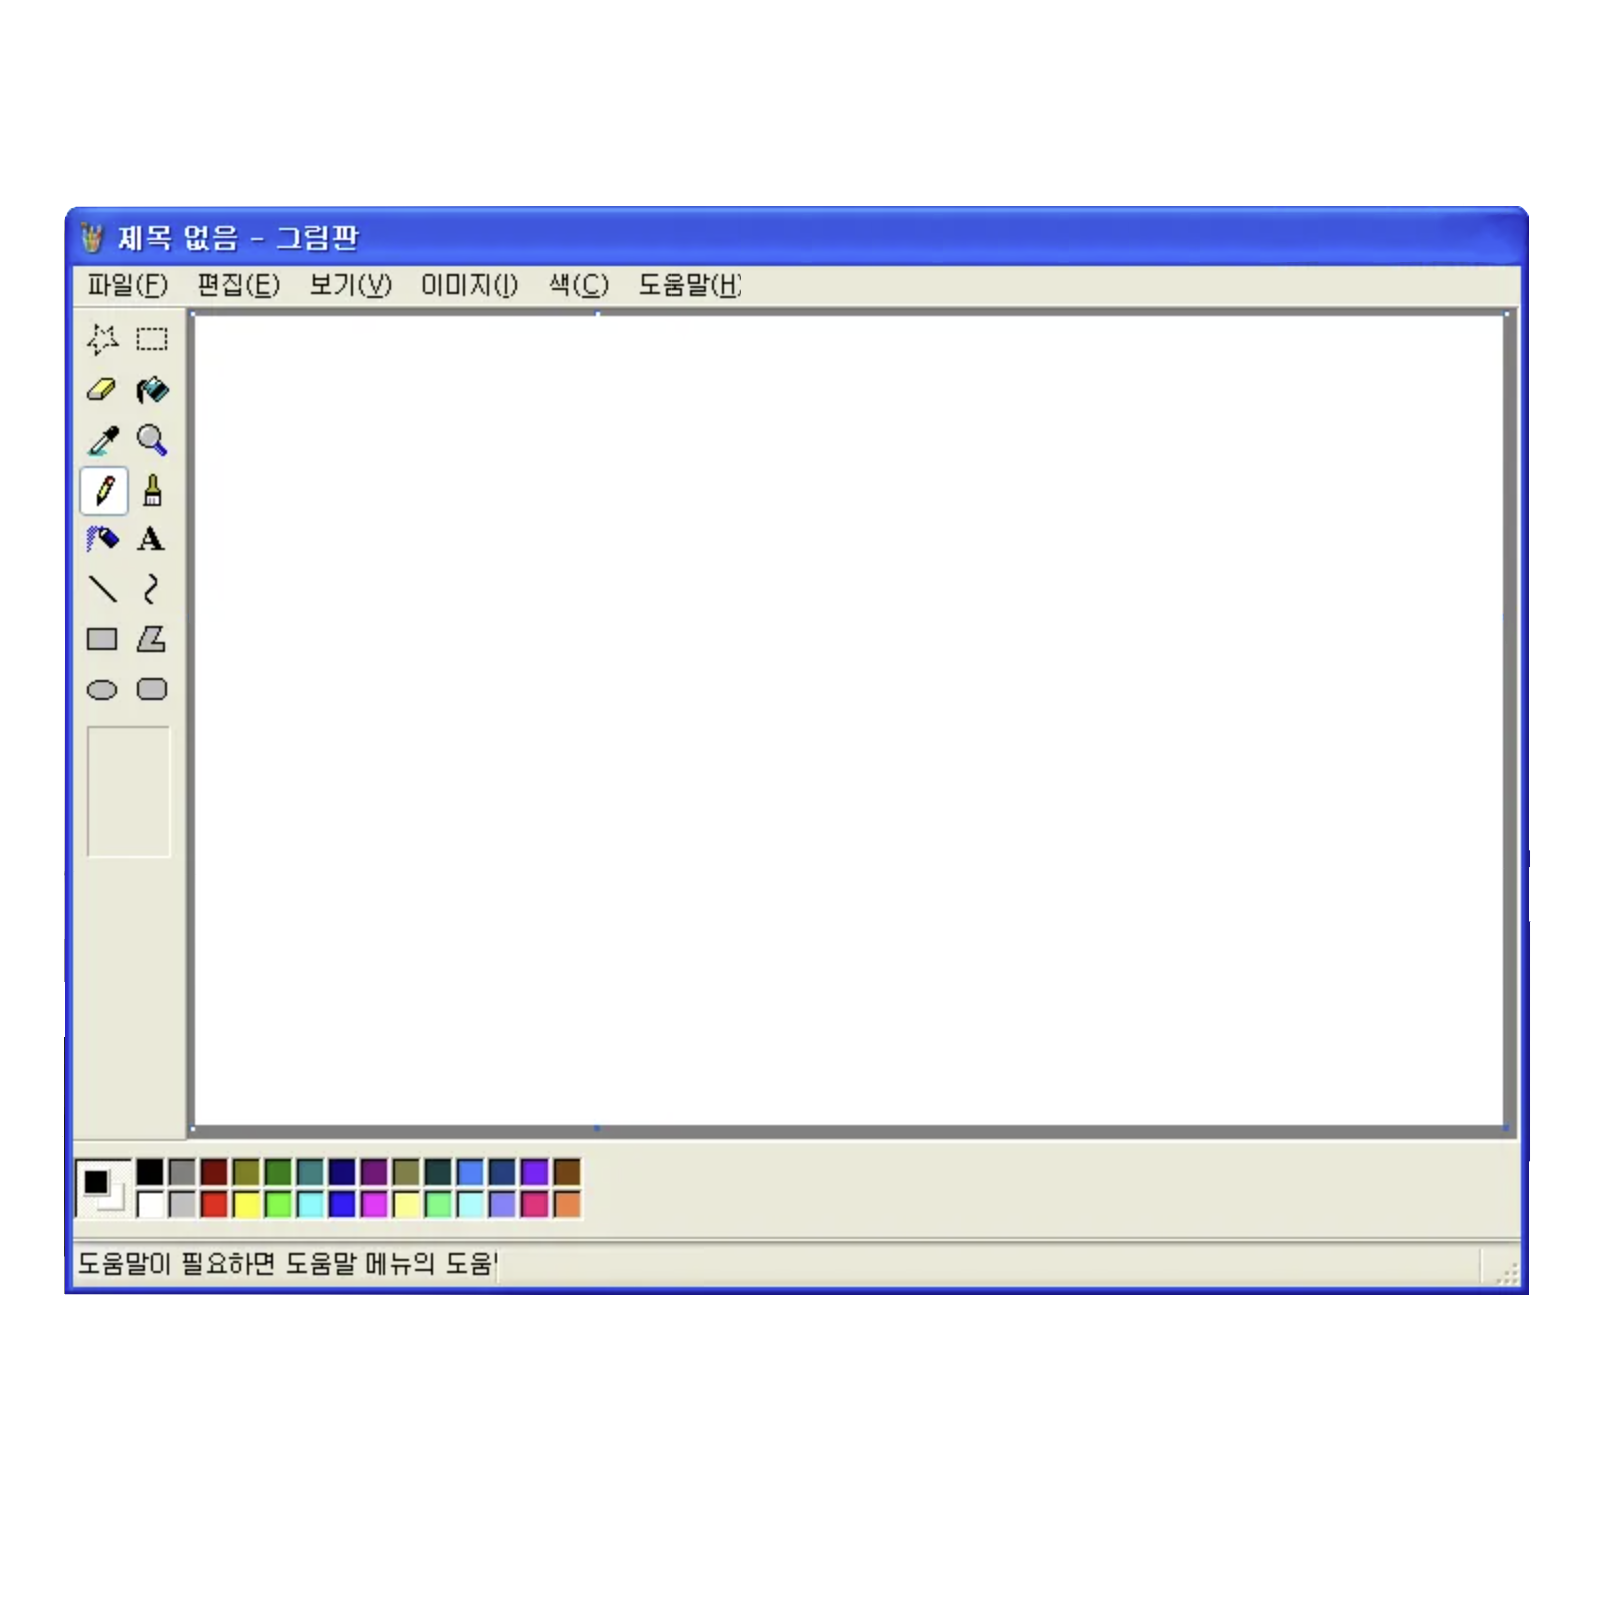 제목 없음 - 그림판
파일(F) 편집(E) 보기(V) 이미지(I) 색(C) 도움말(H)
A
도움말이 필요하면 도움말 메뉴의 도움